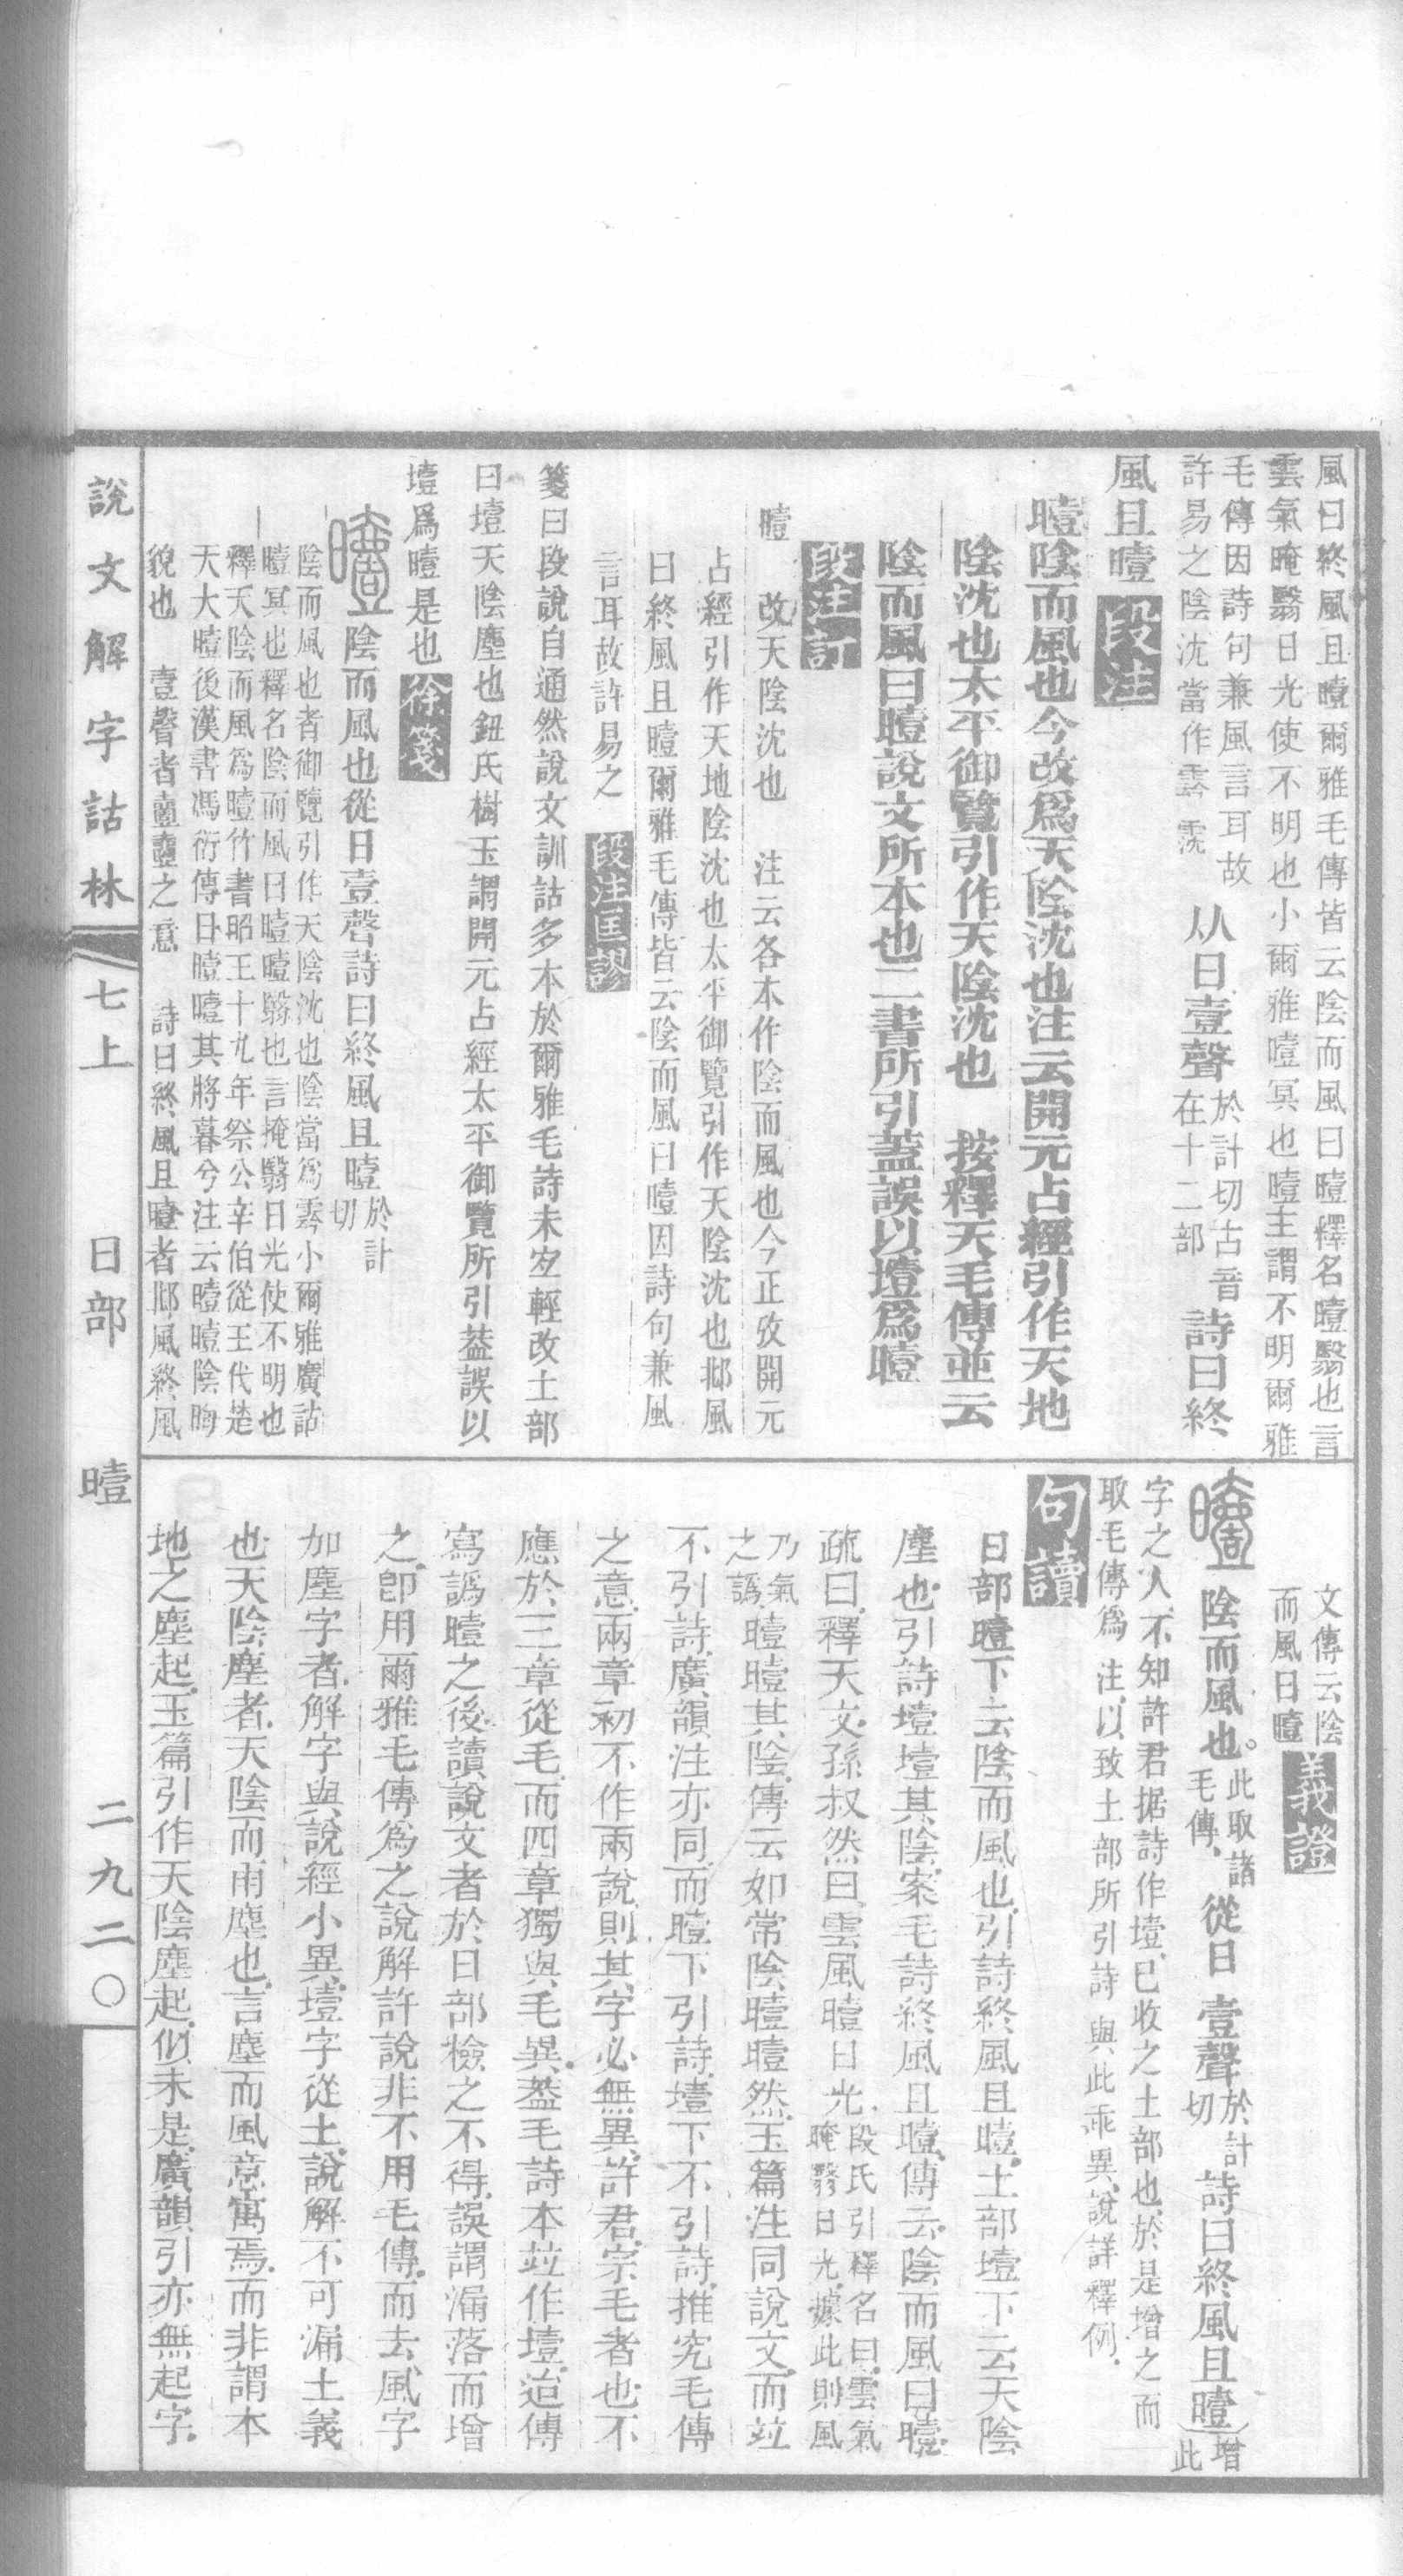 風曰終風且曀爾雅毛傳皆云陰而風曰曀釋名曀翳也言
雲氣晻翳日光使不明也小爾雅曀冥也曀主謂不明爾雅
毛傳因詩句兼風言耳故
許易之陰沈當作霒沈
从日壹聲
於計切古音
在十二部
詩曰終
風且曀 段注
曀陰而風也今改爲天陰沈也注云開元占經引作天地
陰沈也太平御覽引作天陰沈也 按釋天毛傳並云
陰而風曰曀說文所本也二書所引蓋誤以墵爲曀
段注訂
曀 改天陰沈也 注云各本作陰而風也今正攷開元
占經引作天地陰沈也太平御覽引作天陰沈也邶風
曰終風且曀爾雅毛傳皆云陰而風曰曀因詩句兼風
言耳故許易之 段注匡謬
箋曰段說自通然說文訓詁多本於爾雅毛詩未宐輕改土部
曰墵天陰塵也鈕氏樹玉謂開元占經太平御覽所引葢誤以
墵爲曀是也 徐箋
陰而風也從日壹聲詩曰終風且曀
於計
切
陰而風也者御覽引作天陰沈也陰當爲霒小爾雅廣詁
曀冥也釋名陰而風曰曀曀翳也言掩翳日光使不明也
釋天陰而風爲曀竹書昭王十九年祭公辛伯從王伐楚
天大曀後漢書馮衍傳日曀曀其將暮兮注云曀曀陰晦
貌也 壹聲者壼壼之意 詩曰終風且曀者邶風終風
文傳云陰
而風曰曀
義證
陰而風也。
此取諸
毛傳、
從日 壹聲
於計
切
詩曰終風且曀
增
此
字之人、不知許君据詩作墵、已收之土部也、於是增之而
取毛傳爲注、以致土部所引詩與此乖異、說詳釋例、
句讀
日部曀下云陰而風也、引詩終風且曀、土部墵下云天陰
塵也、引詩墵墵其陰、案毛詩終風且曀、傳云、陰而風曰曀、
疏曰、釋天文、孫叔然曰、雲風曀日光、
段氏引釋名曰、雲氣
晻翳日光、據此則風
乃氣
之譌、
曀曀其陰、傳云如常陰曀曀然、玉篇注同說文、而竝
不引詩、廣韻注亦同、而曀下引詩、墵下不引詩、推究毛傳
之意、兩章初不作兩說、則其字必無異、許君宗毛者也、不
應於三章從毛、而四章獨與毛異、葢毛詩本竝作墵、迨傳
寫譌曀之後、讀說文者於日部檢之不得、誤謂漏落而增
之、卽用爾雅毛傳爲之說解、許說非不用毛傳、而去風字
加塵字者、解字與說經小異、墵字從土、說解不可漏土義
也、天陰塵者、天陰而雨塵也、言塵而風意寓焉、而非謂本
地之塵起、玉篇引作天陰塵起、似未是、廣韻引亦無起字、
說文解字詁林 七上 日部 曀 二九二〇